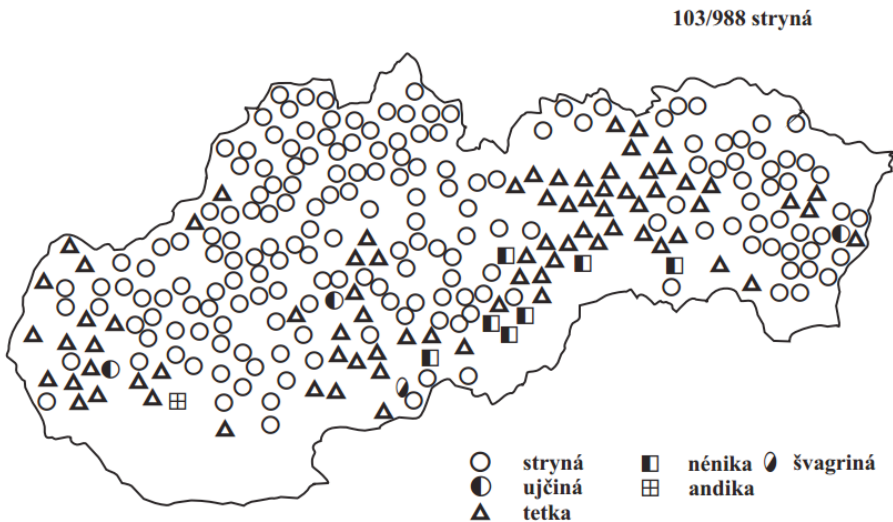 103/988 stryná
stryná nénika švagriná
ujčiná andika
tetka